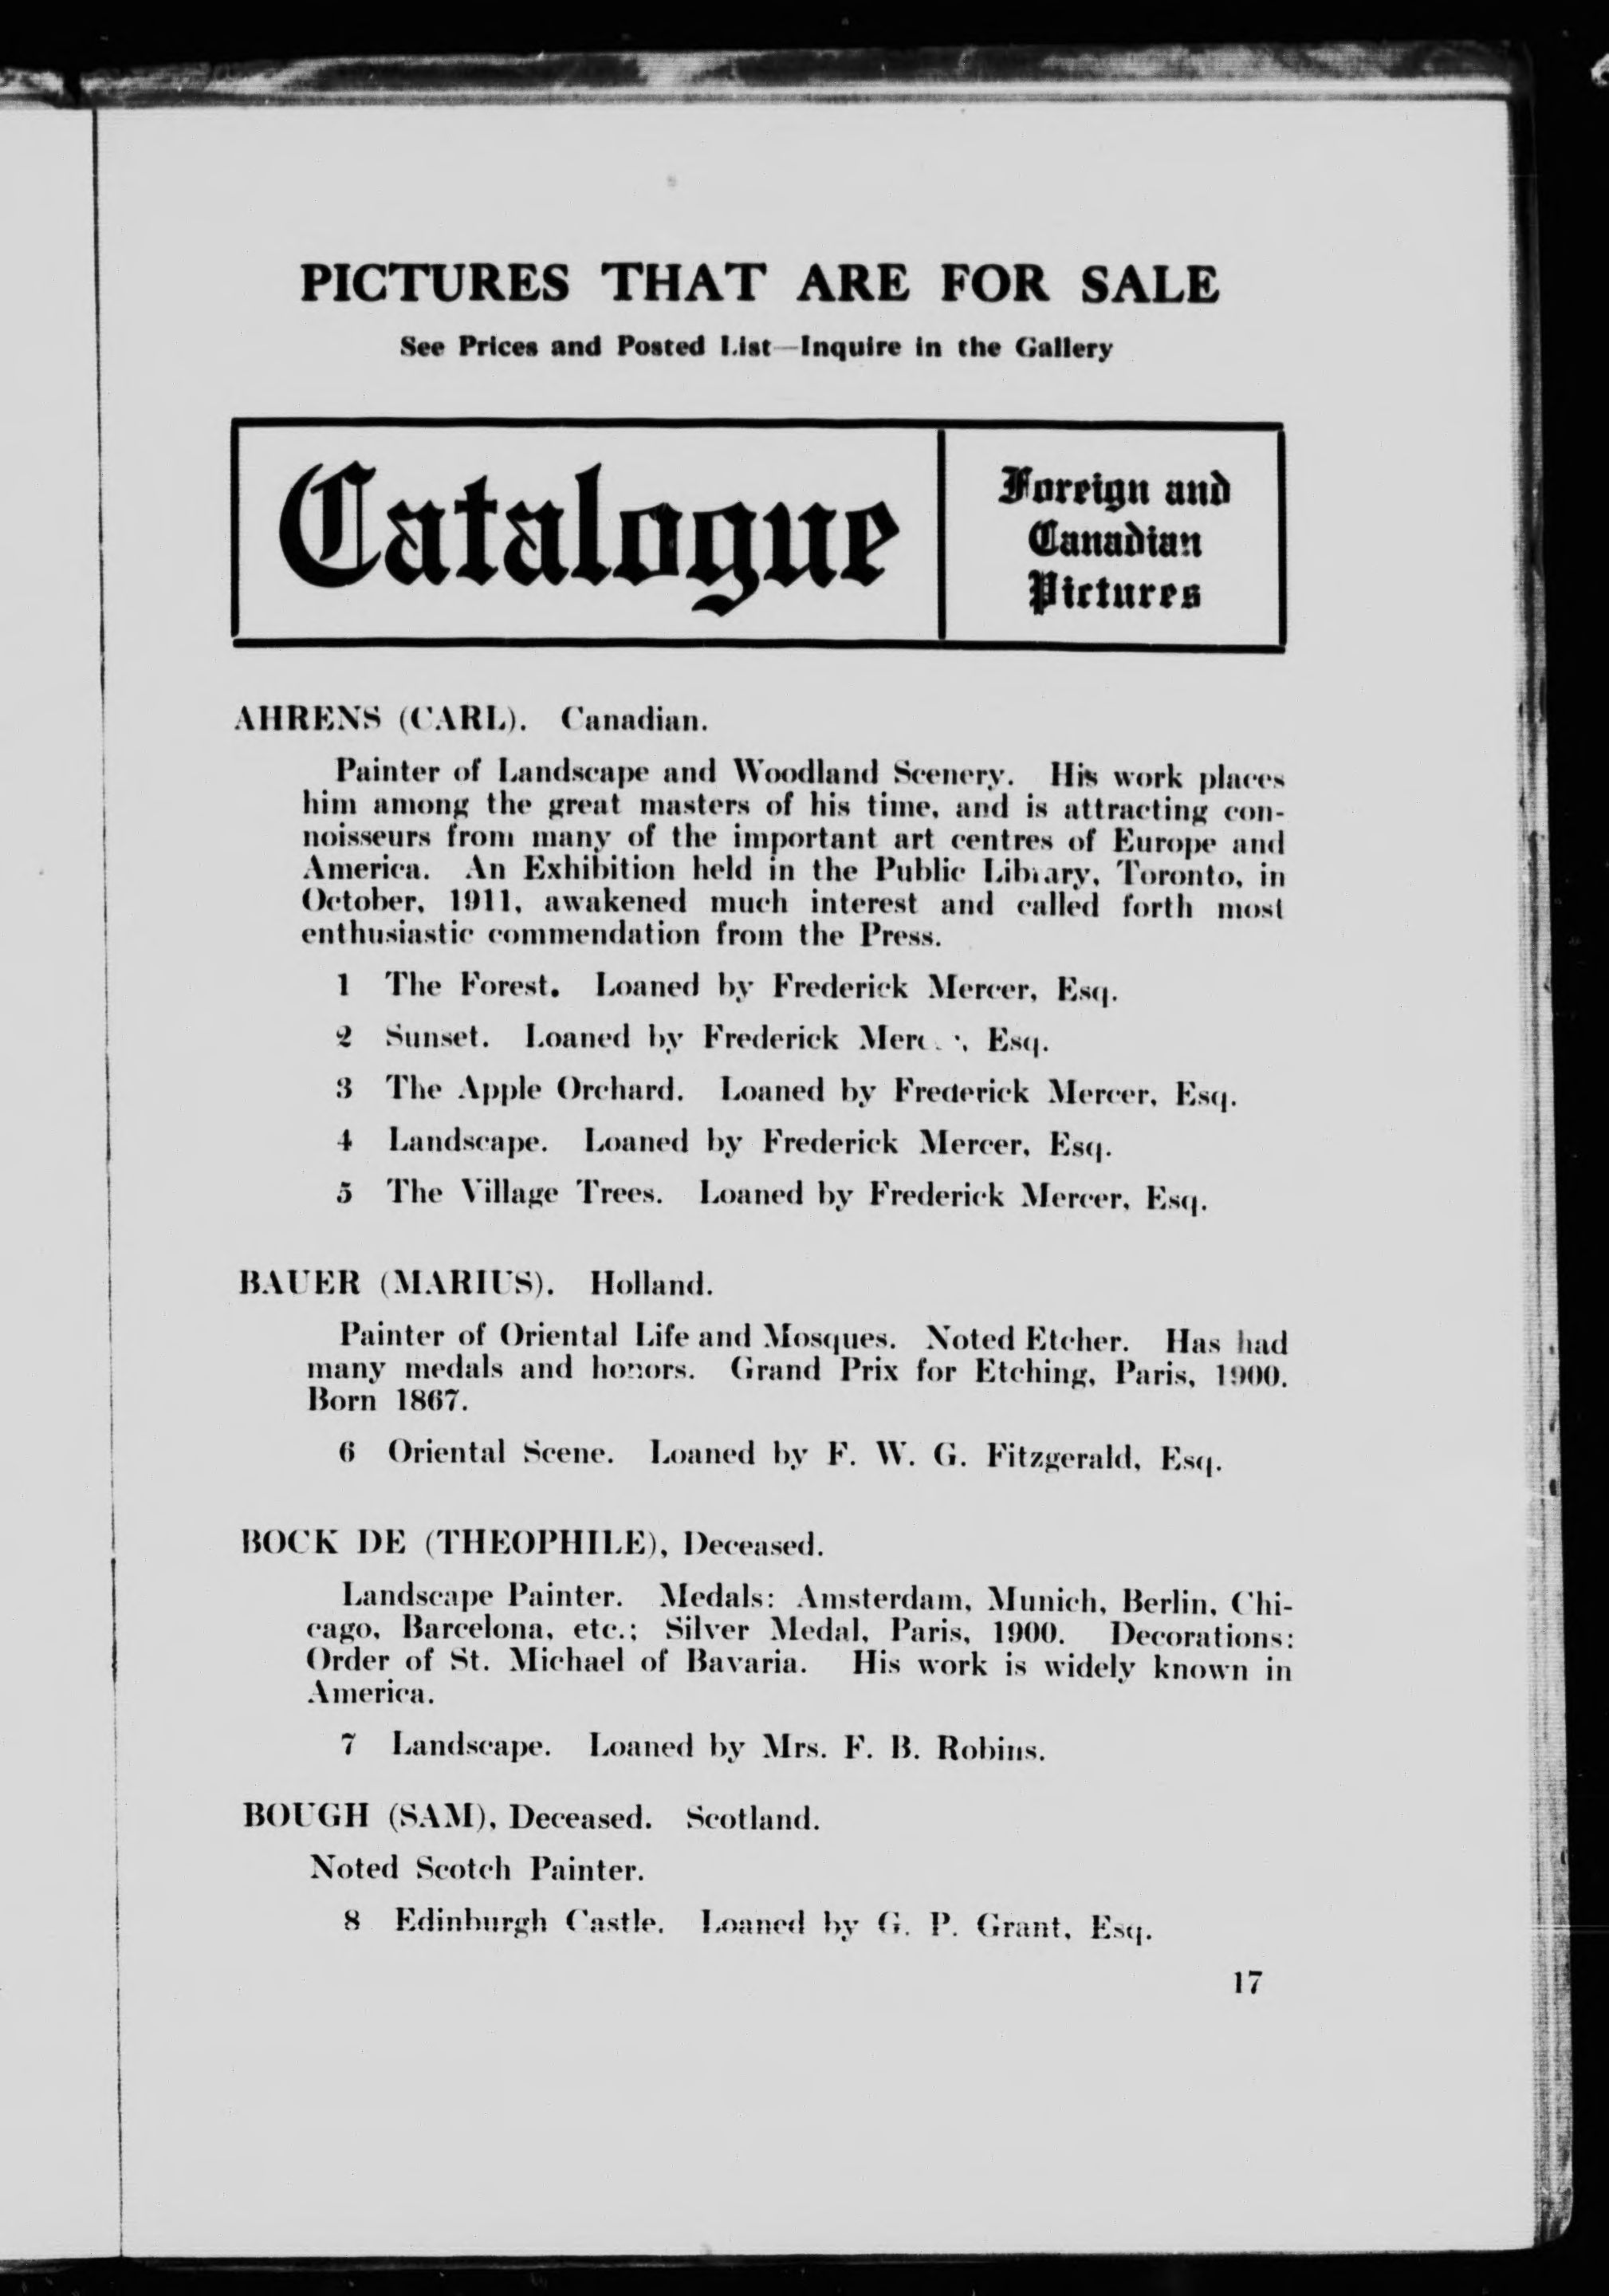 PICTURES THAT ARE FOR SALE
See Prices and Posted List—Inquire in the Gallery
Catalogue
Foreign and
Canadian
Pictures
AHRENS (CARL). Canadian.
Painter of Landscape and Woodland Scenery. His work places
him among the great masters of his time, and is attracting con-
noisseurs from many of the important art centres of Europe and
America. An Exhibition held in the Public Library, Toronto, in
October, 1911, awakened much interest and called forth most
enthusiastic commendation from the Press.
1 The Forest. Loaned by Frederick Mercer, Esq.
2 Sunset. Loaned by Frederick Mercer, Esq.
3 The Apple Orchard. Loaned by Frederick Mercer, Esq.
4 Landscape. Loaned by Frederick Mercer, Esq.
5 The Village Trees. Loaned by Frederick Mercer, Esq.
BAUER (MARIUS). Holland.
Painter of Oriental Life and Mosques. Noted Etcher. Has had
many medals and honors. Grand Prix for Etching, Paris, 1900.
Born 1867.
6 Oriental Scene. Loaned by F. W. G. Fitzgerald, Esq.
BOCK DE (THEOPHILE), Deceased.
Landscape Painter. Medals: Amsterdam, Munich, Berlin, Chi-
cago, Barcelona, etc.; Silver Medal, Paris, 1900. Decorations:
Order of St. Michael of Bavaria. His work is widely known in
America.
7 Landscape. Loaned by Mrs. F. B. Robins.
BOUGH (SAM), Deceased. Scotland.
Noted Scotch Painter.
8 Edinburgh Castle. Loaned by G. P. Grant, Esq.
17